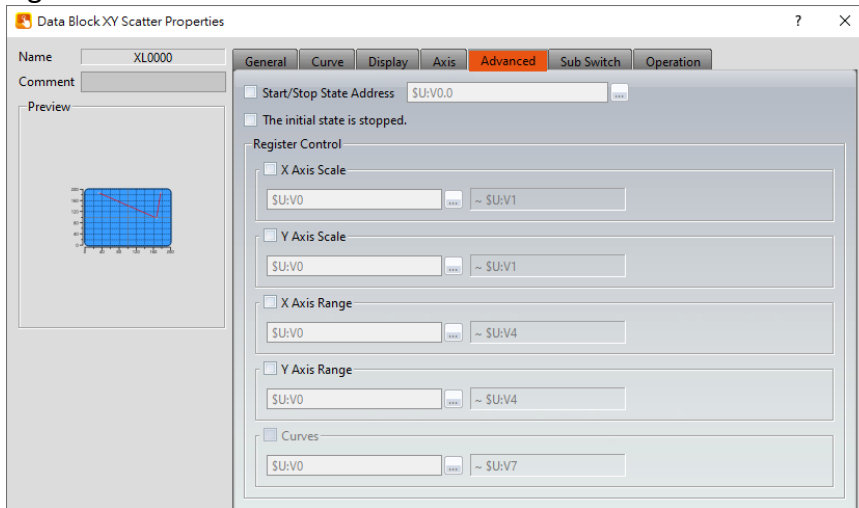 Data Block XY Scatter Properties ? X
Name XL0000
Comment
Preview
General Curve Display Axis Advanced Sub Switch Operation
Start/Stop State Address $U:V0.0 ...
The initial state is stopped.
Register Control
X Axis Scale
$U:V0 ... ~ $U:V1
Y Axis Scale
$U:V0 ... ~ $U:V1
X Axis Range
$U:V0 ... ~ $U:V4
Y Axis Range
$U:V0 ... ~ $U:V4
Curves
$U:V0 ... ~ $U:V7